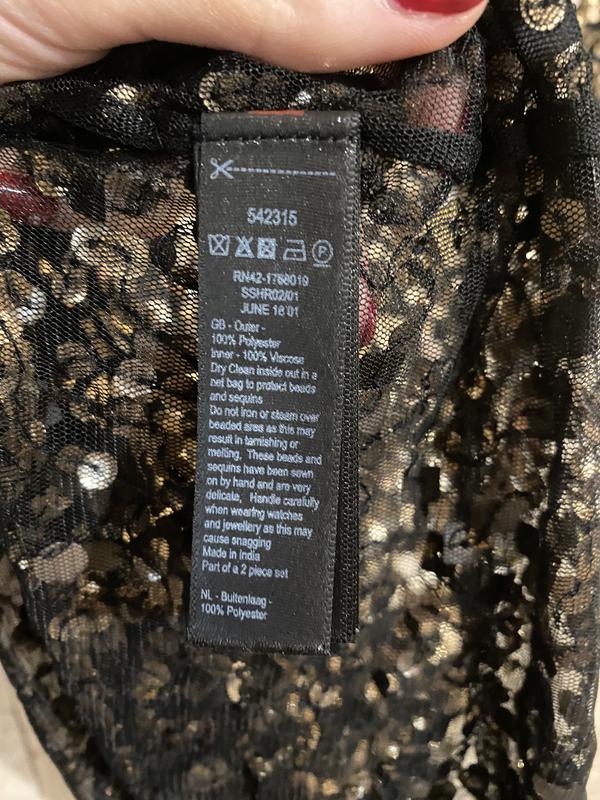 542315
P
RN42-1768019
SSHR02/01
JUNE 16'01
GB - Outer -
100% Polyester
Inner - 100% Viscose
Dry Clean inside out in a
net bag to protect beads
and sequins
Do not iron or steam over
beaded area as this may
result in tarnishing or
melting. These beads and
sequins have been sewn
on by hand and are very
delicate, Handle carefully
when wearing watches
and jewellery as this may
cause snagging
Made in India
Part of a 2 piece set
NL - Buitenlaag -
100% Polyester